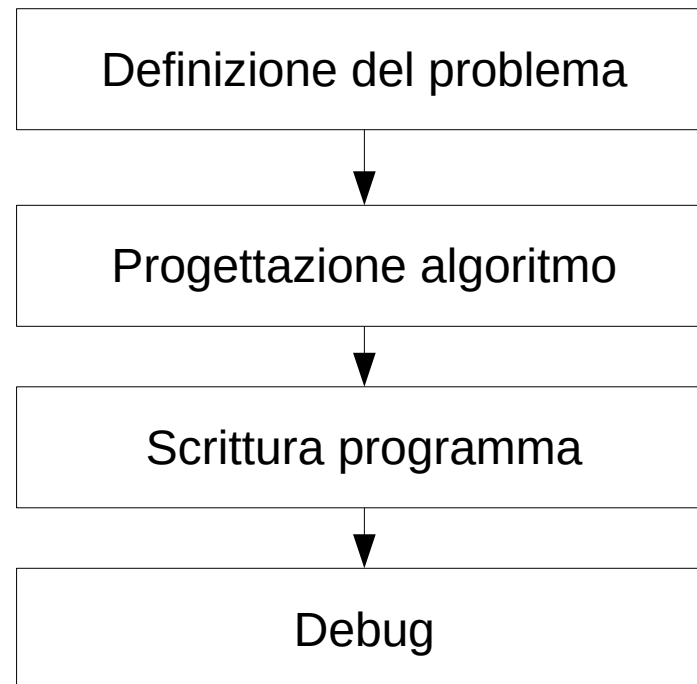 Definizione del problema
Progettazione algoritmo
Scrittura programma
Debug